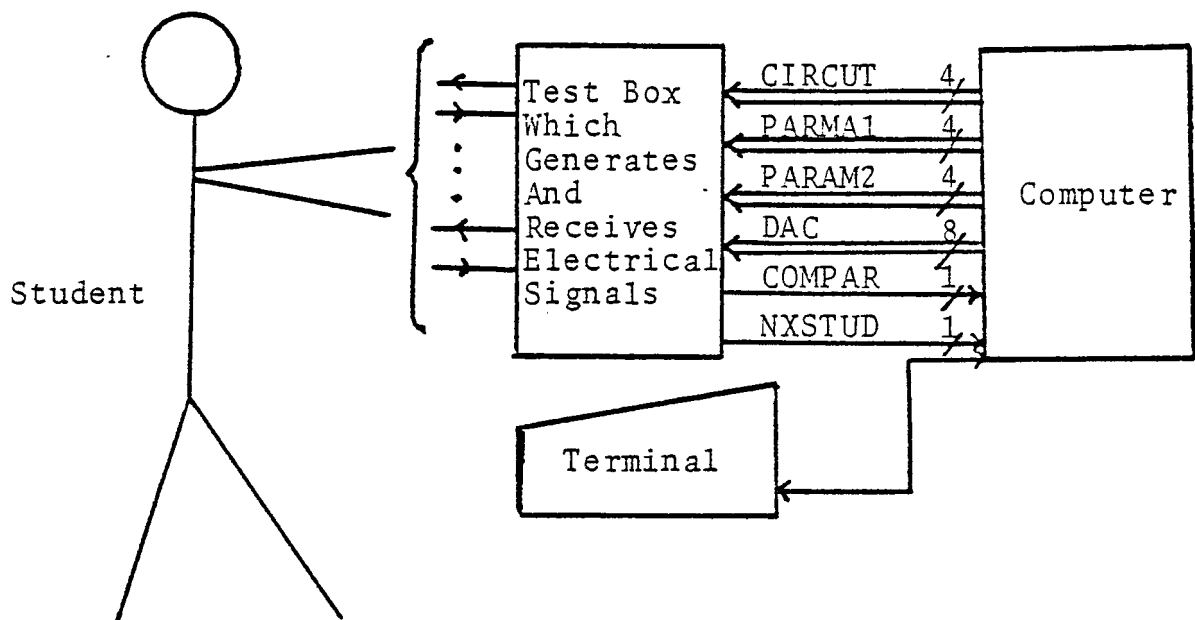 Student
Test Box
Which
Generates
And
Receives
Electrical
Signals
CIRCUT 4
PARMA1 4
PARAM2 4
DAC 8
COMPAR 1
NXSTUD 1
Computer
Terminal